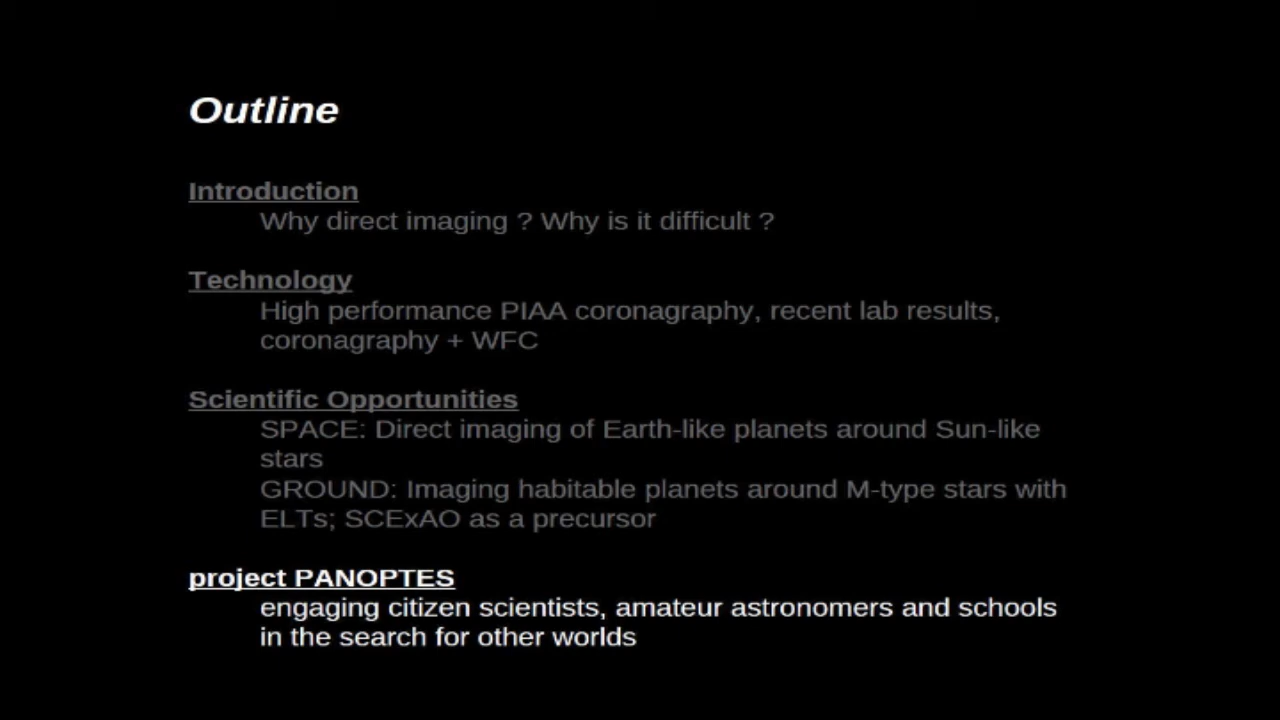 Outline
Introduction
Why direct imaging ? Why is it difficult ?
Technology
High performance PIAA coronagraphy, recent lab results,
coronagraphy + WFC
Scientific Opportunities
SPACE: Direct imaging of Earth-like planets around Sun-like
stars
GROUND: Imaging habitable planets around M-type stars with
ELTs; SCExAO as a precursor
project PANOPTES
engaging citizen scientists, amateur astronomers and schools
in the search for other worlds